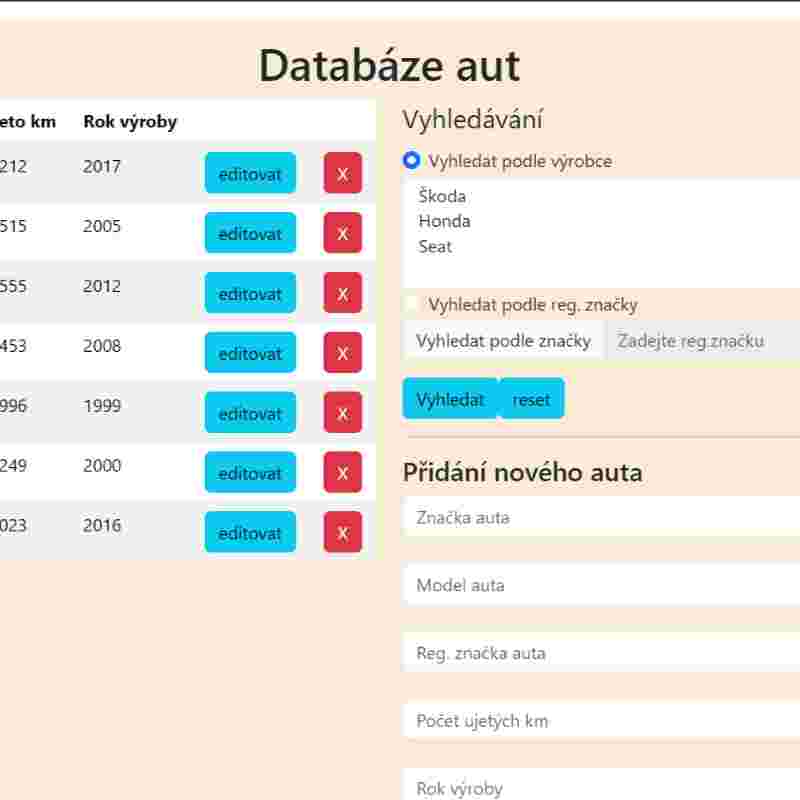 Databáze aut
eto km Rok výroby
212 2017 editovat X
515 2005 editovat X
555 2012 editovat X
453 2008 editovat X
996 1999 editovat X
249 2000 editovat X
023 2016 editovat X
Vyhledávání
Vyhledat podle výrobce
Škoda
Honda
Seat
Vyhledat podle reg. značky
Vyhledat podle značky Zadejte reg.značku
Vyhledat reset
Přidání nového auta
Značka auta
Model auta
Reg. značka auta
Počet ujetých km
Rok výroby